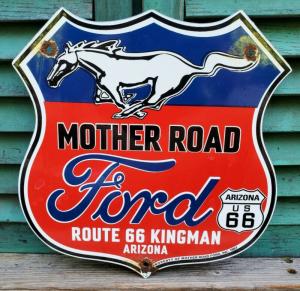 MOTHER ROAD
Ford
ROUTE 66 KINGMAN
ARIZONA
ARIZONA
US
66